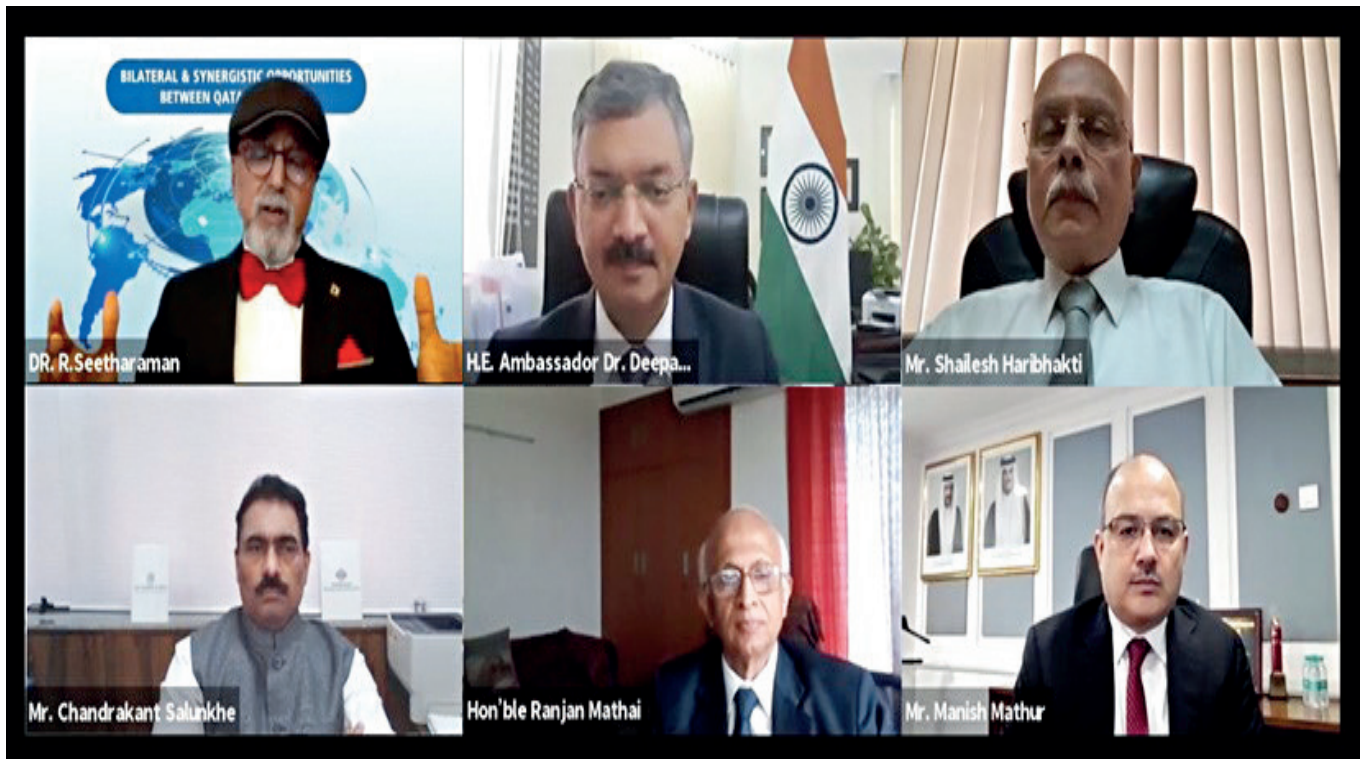 BILATERAL & SYNERGISTIC OPPORTUNITIES
BETWEEN
DR. R.Seetharaman
H.E. Ambassador Dr. Deepa...
Mr. Shailesh Haribhakti
Mr. Chandrakant Salunkhe
Hon'ble Ranjan Mathai
Mr. Manish Mathur